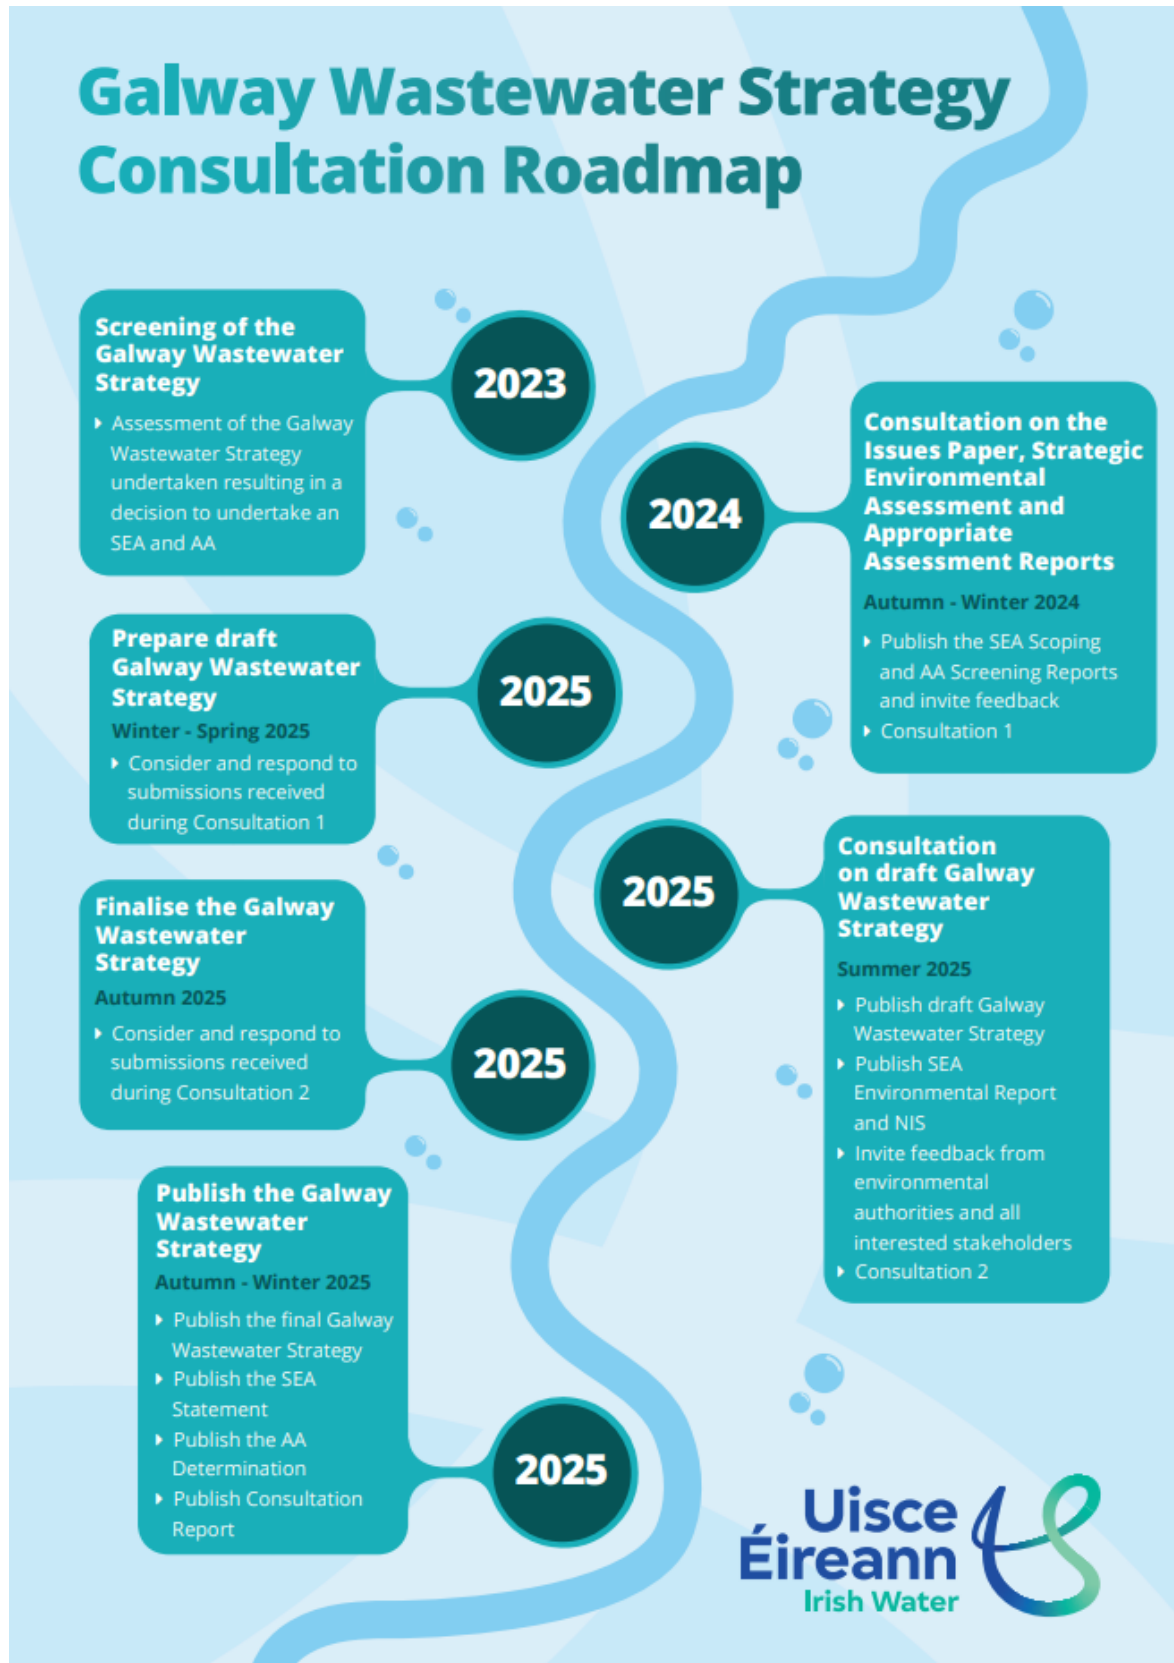 Galway Wastewater Strategy
Consultation Roadmap
Screening of the
Galway Wastewater
Strategy
Assessment of the Galway
Wastewater Strategy
undertaken resulting in a
decision to undertake an
SEA and AA
2023
2024
Consultation on the
Issues Paper, Strategic
Environmental
Assessment and
Appropriate
Assessment Reports
Autumn - Winter 2024
Publish the SEA Scoping
and AA Screening Reports
and invite feedback
Consultation 1
Prepare draft
Galway Wastewater
Strategy
Winter - Spring 2025
Consider and respond to
submissions received
during Consultation 1
2025
2025
Consultation
on draft Galway
Wastewater
Strategy
Summer 2025
Publish draft Galway
Wastewater Strategy
Publish SEA
Environmental Report
and NIS
Invite feedback from
environmental
authorities and all
interested stakeholders
Consultation 2
Finalise the Galway
Wastewater
Strategy
Autumn 2025
Consider and respond to
submissions received
during Consultation 2
2025
Publish the Galway
Wastewater
Strategy
Autumn - Winter 2025
Publish the final Galway
Wastewater Strategy
Publish the SEA
Statement
Publish the AA
Determination
Publish Consultation
Report
2025
Uisce
Éireann
Irish Water